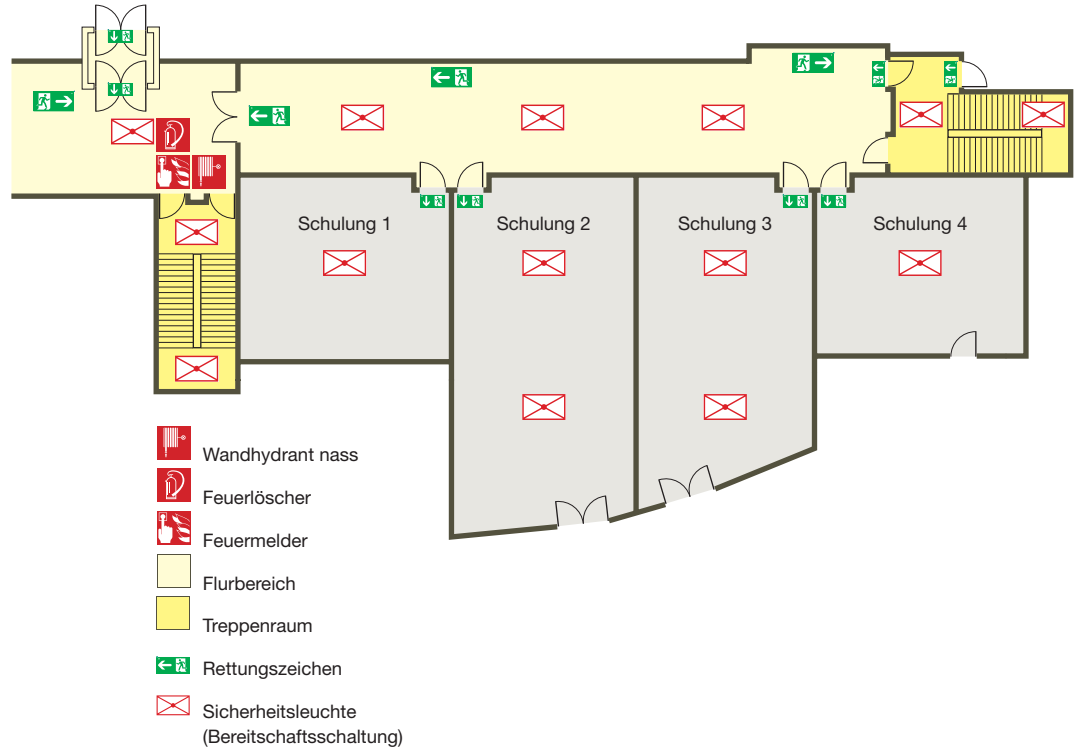 Schulung 1
Schulung 2
Schulung 3
Schulung 4
Wandhydrant nass
Feuerlöscher
Feuermelder
Flurbereich
Treppenraum
Rettungszeichen
Sicherheitsleuchte
(Bereitschaftsschaltung)